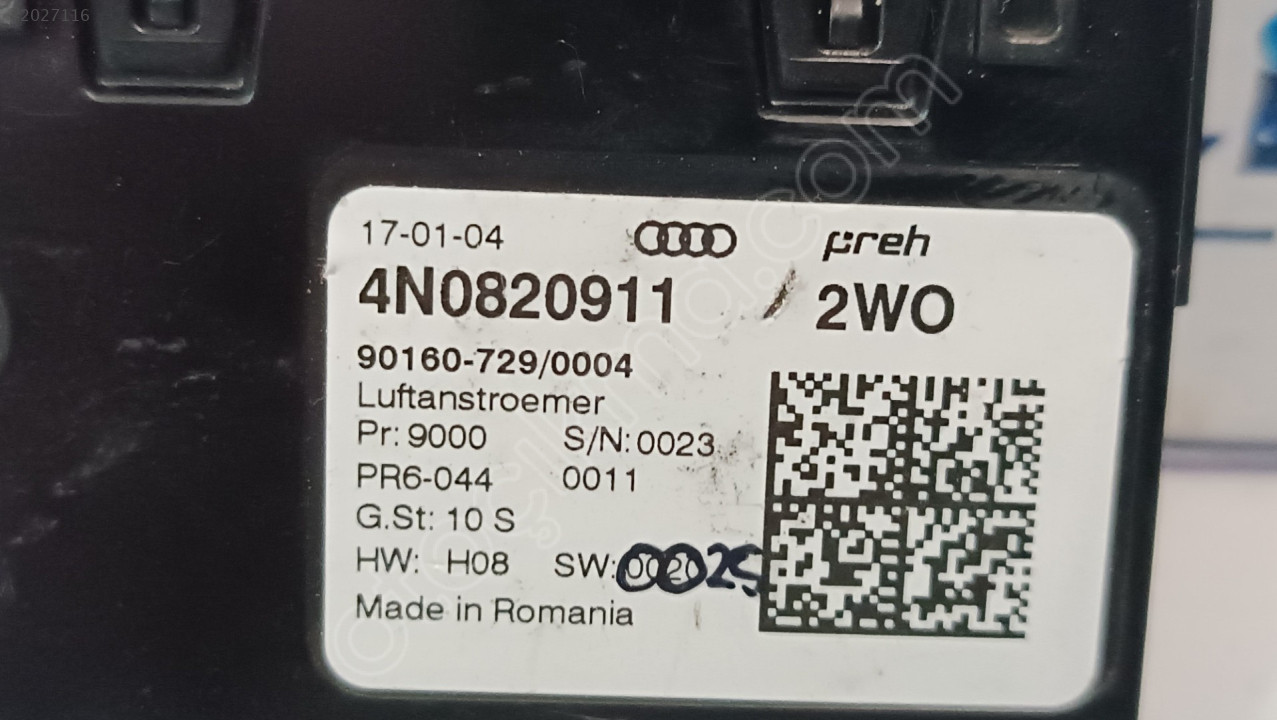 2027116
17-01-04 preh
4N0820911 / 2WO
90160-729/0004
Luftanstroemer
Pr: 9000 S/N: 0023
PR6-044 0011
G.St: 10 S
HW: H08 SW: 0025
Made in Romania